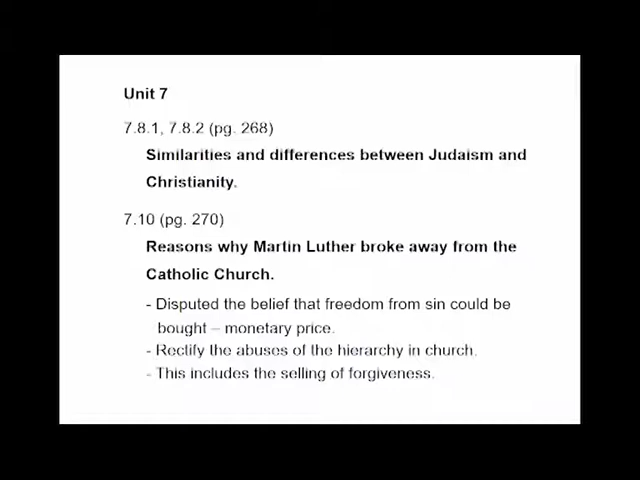 Unit 7
7.8.1, 7.8.2 (pg. 268)
Similarities and differences between Judaism and
Christianity.
7.10 (pg. 270)
Reasons why Martin Luther broke away from the
Catholic Church.
- Disputed the belief that freedom from sin could be
bought – monetary price.
- Rectify the abuses of the hierarchy in church.
- This includes the selling of forgiveness.